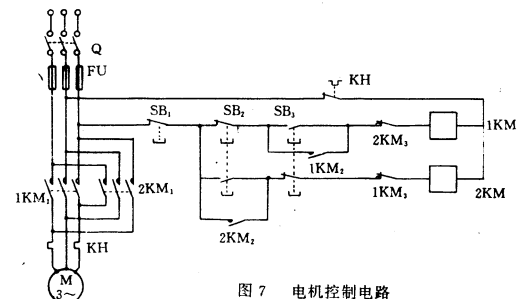 Q
FU
KH
SB₁
SB₂
SB₃
2KM₃
1KM
1KM₂
1KM₁
2KM₁
1KM₃
2KM
2KM₂
KH
M
3～
图 7 电机控制电路